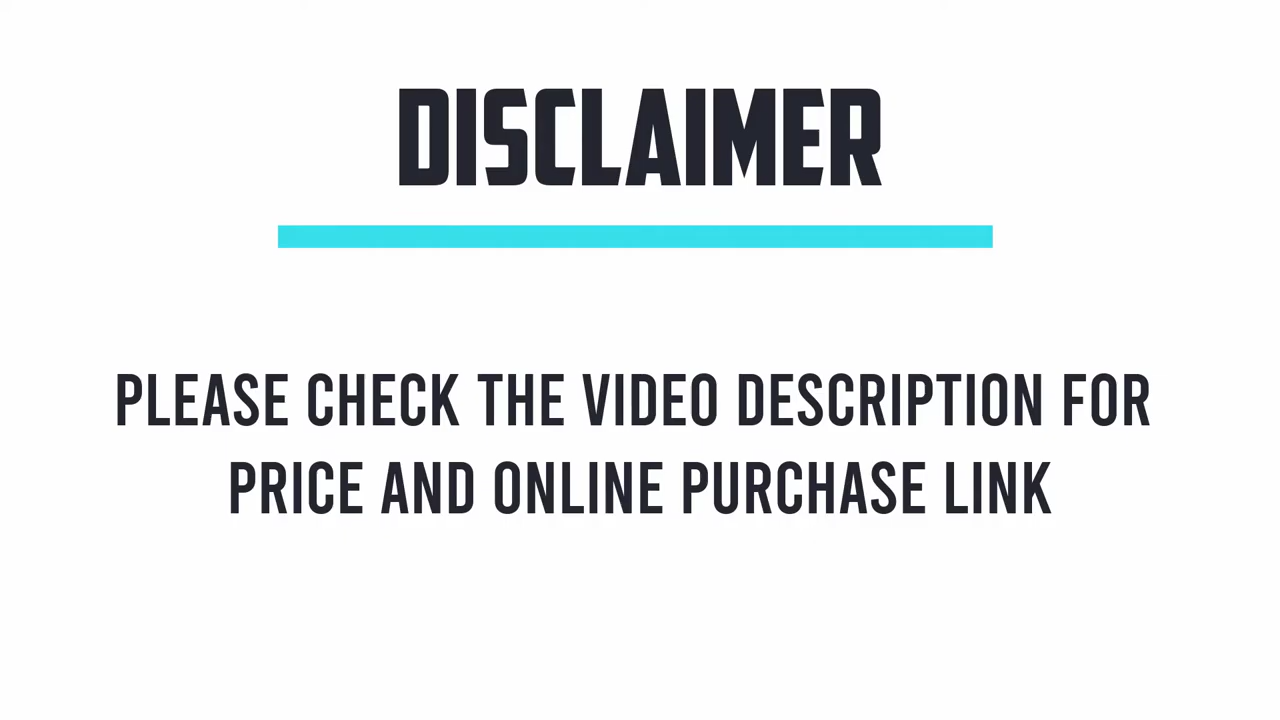 DISCLAIMER
PLEASE CHECK THE VIDEO DESCRIPTION FOR
PRICE AND ONLINE PURCHASE LINK